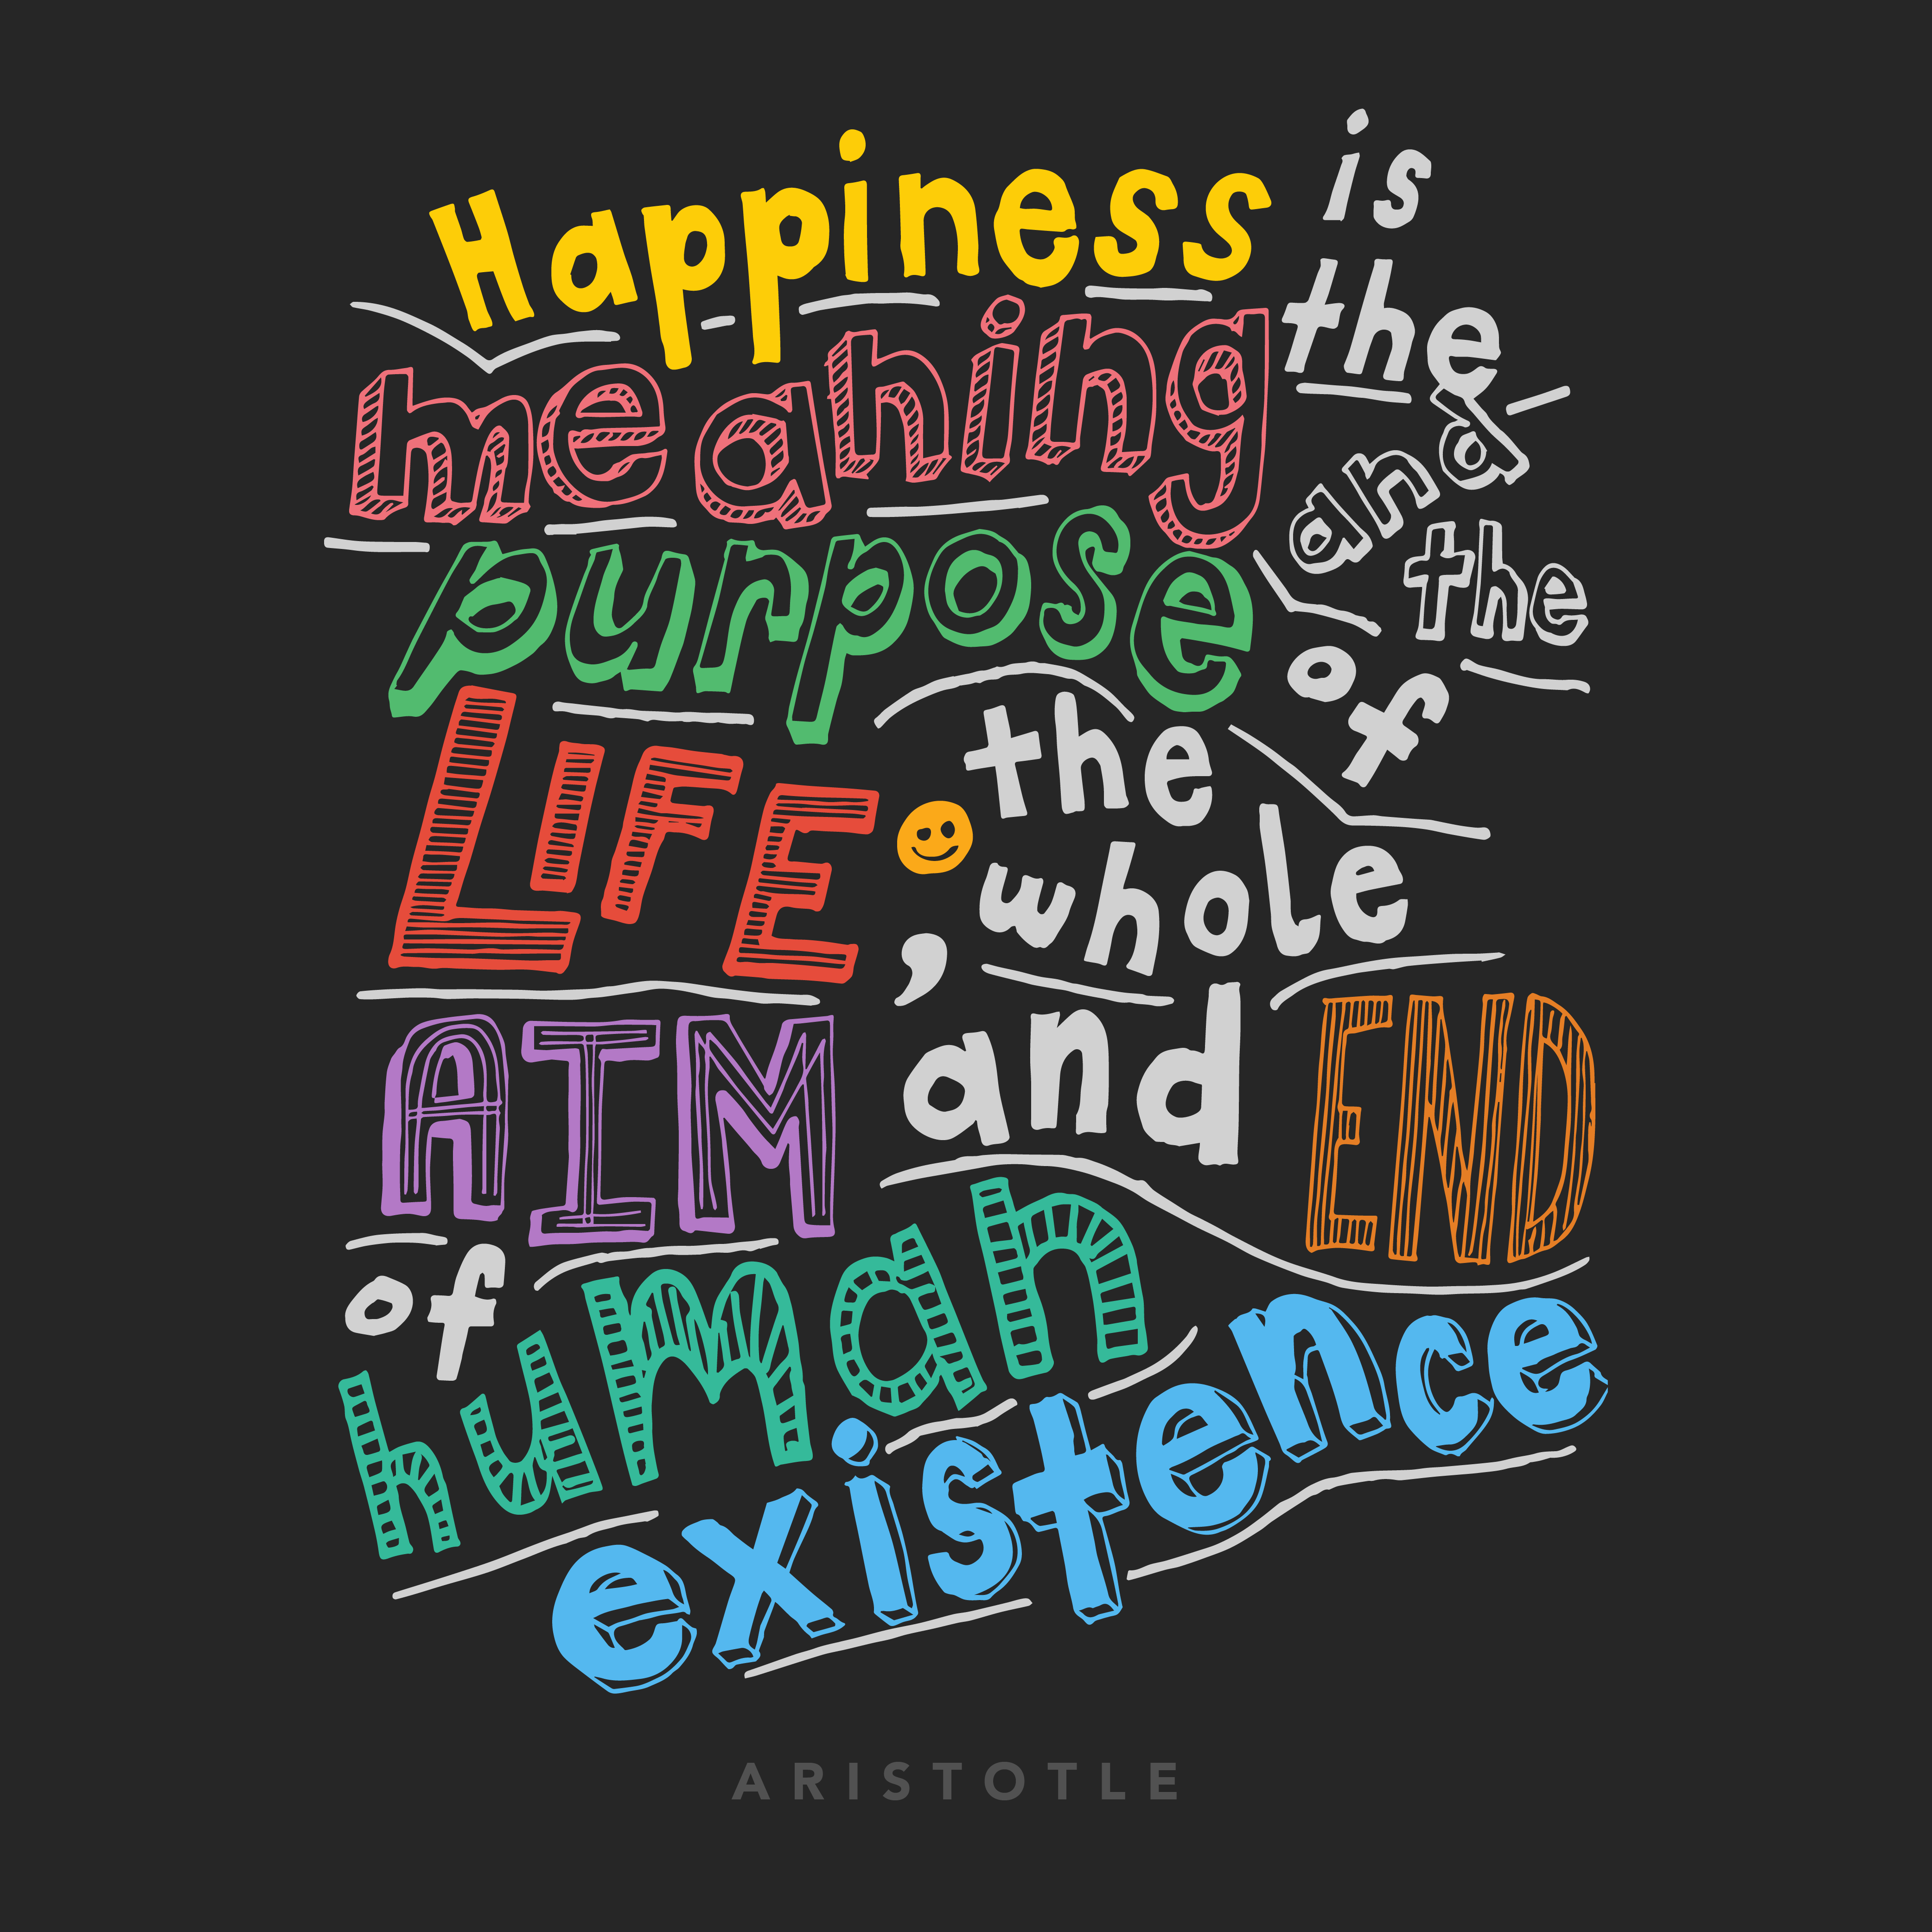 Happiness is
the
meaning and
purpose the
of
LIFE, the
whole
AIM and END
of human
existence
ARISTOTLE